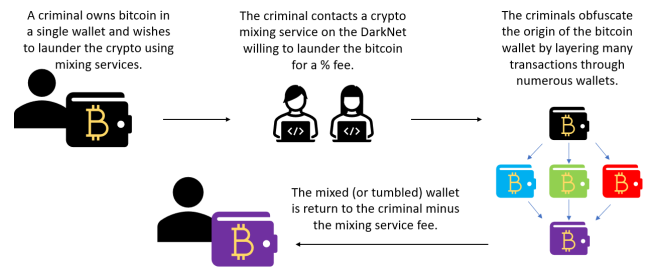 A criminal owns bitcoin in
a single wallet and wishes
to launder the crypto using
mixing services.
The criminal contacts a crypto
mixing service on the DarkNet
willing to launder the bitcoin
for a % fee.
The criminals obfuscate
the origin of the bitcoin
wallet by layering many
transactions through
numerous wallets.
The mixed (or tumbled) wallet
is return to the criminal minus
the mixing service fee.